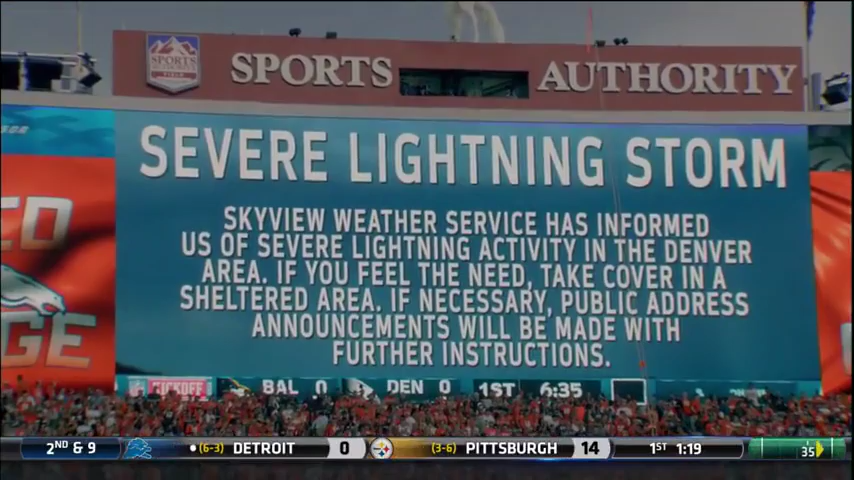 SPORTS AUTHORITY
SPORTS
AUTHORITY
FIELD
SEVERE LIGHTNING STORM
SKYVIEW WEATHER SERVICE HAS INFORMED
US OF SEVERE LIGHTNING ACTIVITY IN THE DENVER
AREA. IF YOU FEEL THE NEED, TAKE COVER IN A
SHELTERED AREA. IF NECESSARY, PUBLIC ADDRESS
ANNOUNCEMENTS WILL BE MADE WITH
FURTHER INSTRUCTIONS.
KICKOFF BAL 0 DEN 0 1ST 6:35
2ND & 9 (6-3) DETROIT 0 (3-6) PITTSBURGH 14 1ST 1:19 35